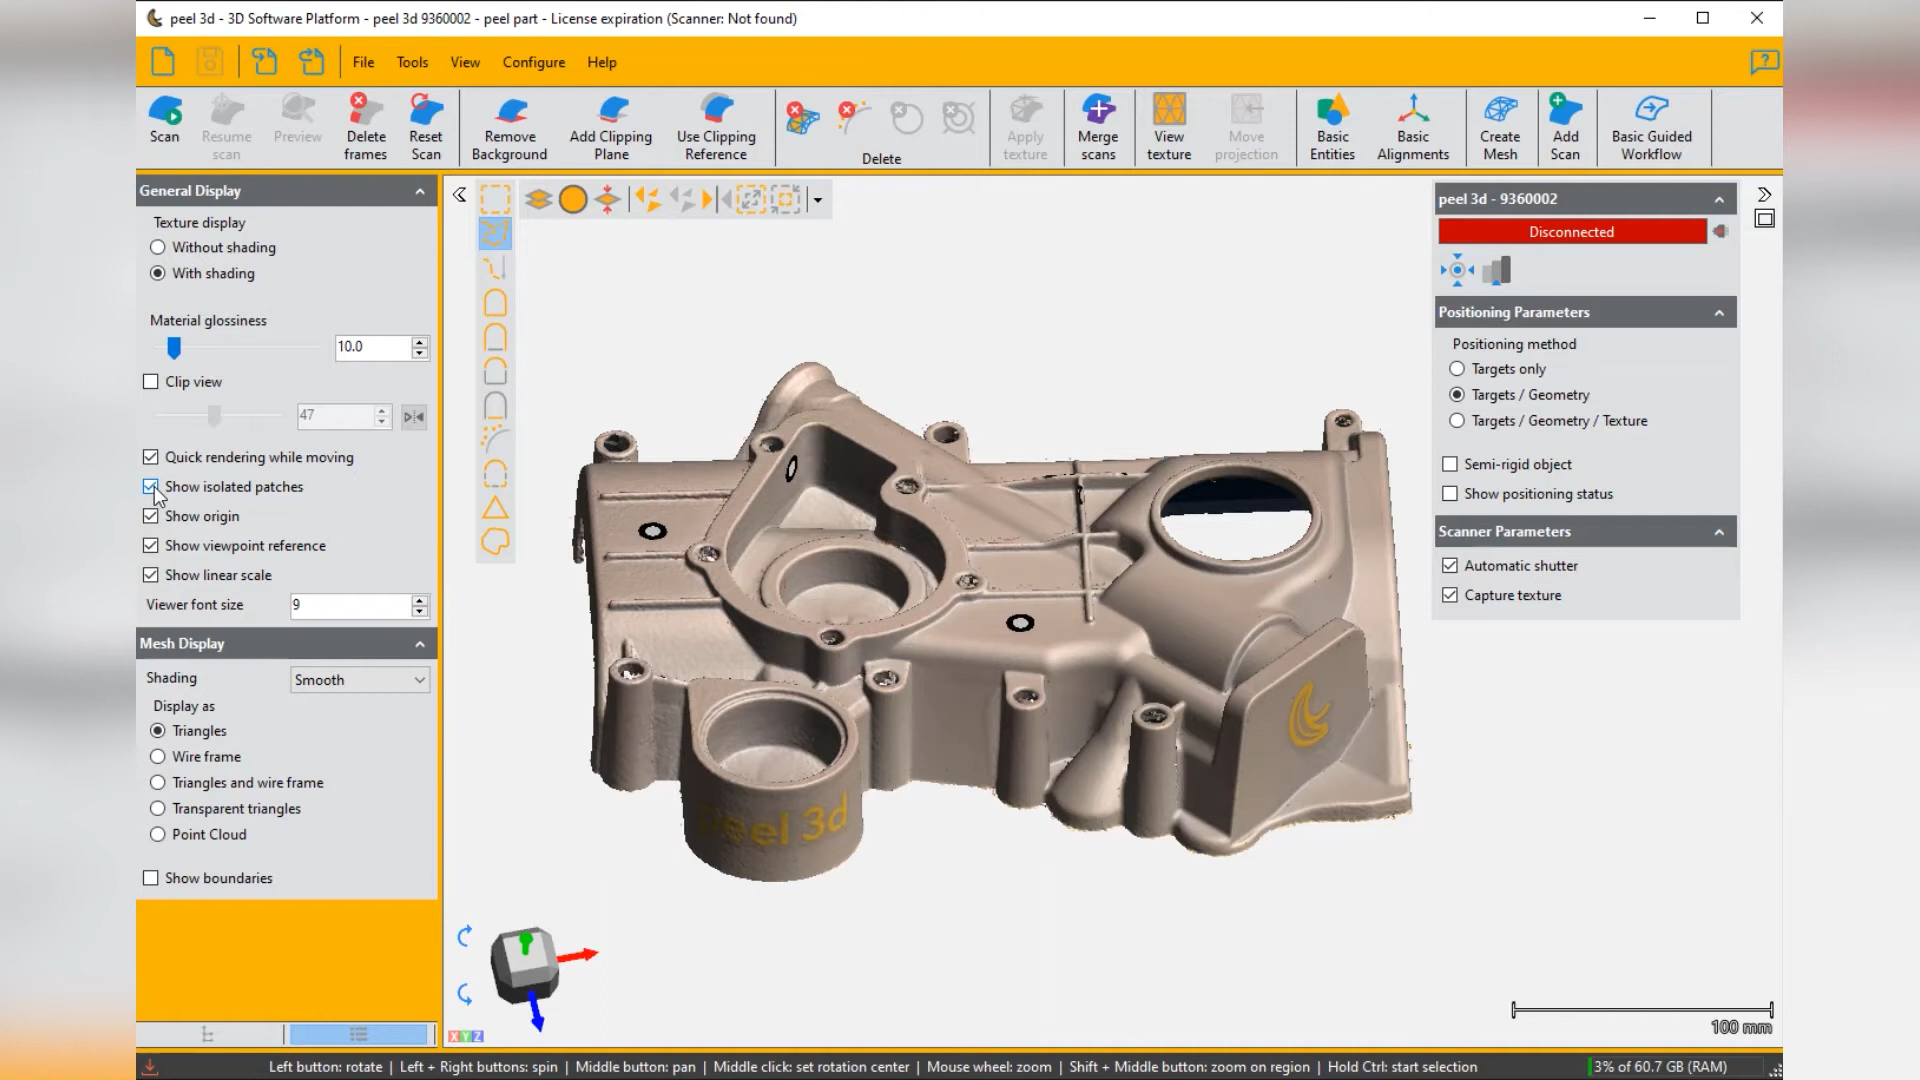 peel 3d - 3D Software Platform - peel 3d 9360002 - peel part - License expiration (Scanner: Not found)
File Tools View Configure Help
Scan
Resume scan
Preview
Delete frames
Reset Scan
Remove Background
Add Clipping Plane
Use Clipping Reference
Delete
Apply texture
Merge scans
View texture
Move projection
Basic Entities
Basic Alignments
Create Mesh
Add Scan
Basic Guided Workflow
General Display
Texture display
Without shading
With shading
Material glossiness
10.0
Clip view
47
Quick rendering while moving
Show isolated patches
Show origin
Show viewpoint reference
Show linear scale
Viewer font size 9
Mesh Display
Shading Smooth
Display as
Triangles
Wire frame
Triangles and wire frame
Transparent triangles
Point Cloud
Show boundaries
peel 3d
XYZ
100 mm
peel 3d - 9360002
Disconnected
Positioning Parameters
Positioning method
Targets only
Targets / Geometry
Targets / Geometry / Texture
Semi-rigid object
Show positioning status
Scanner Parameters
Automatic shutter
Capture texture
Left button: rotate | Left + Right buttons: spin | Middle button: pan | Middle click: set rotation center | Mouse wheel: zoom | Shift + Middle button: zoom on region | Hold Ctrl: start selection
3% of 60.7 GB (RAM)